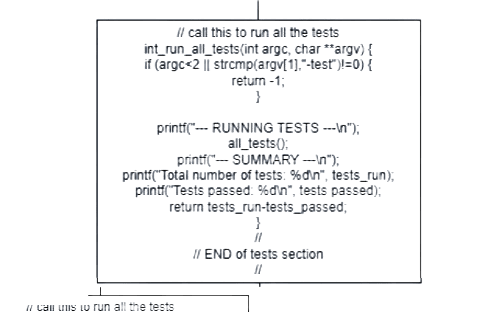 // call this to run all the tests
int_run_all_tests(int argc, char **argv) {
if (argc<2 || strcmp(argv[1],"-test")!=0) {
return -1;
}
printf("--- RUNNING TESTS ---\n");
all_tests();
printf("--- SUMMARY ---\n");
printf("Total number of tests: %d\n", tests_run);
printf("Tests passed: %d\n", tests passed);
return tests_run-tests_passed;
}
//
// END of tests section
//
// call this to run all the tests